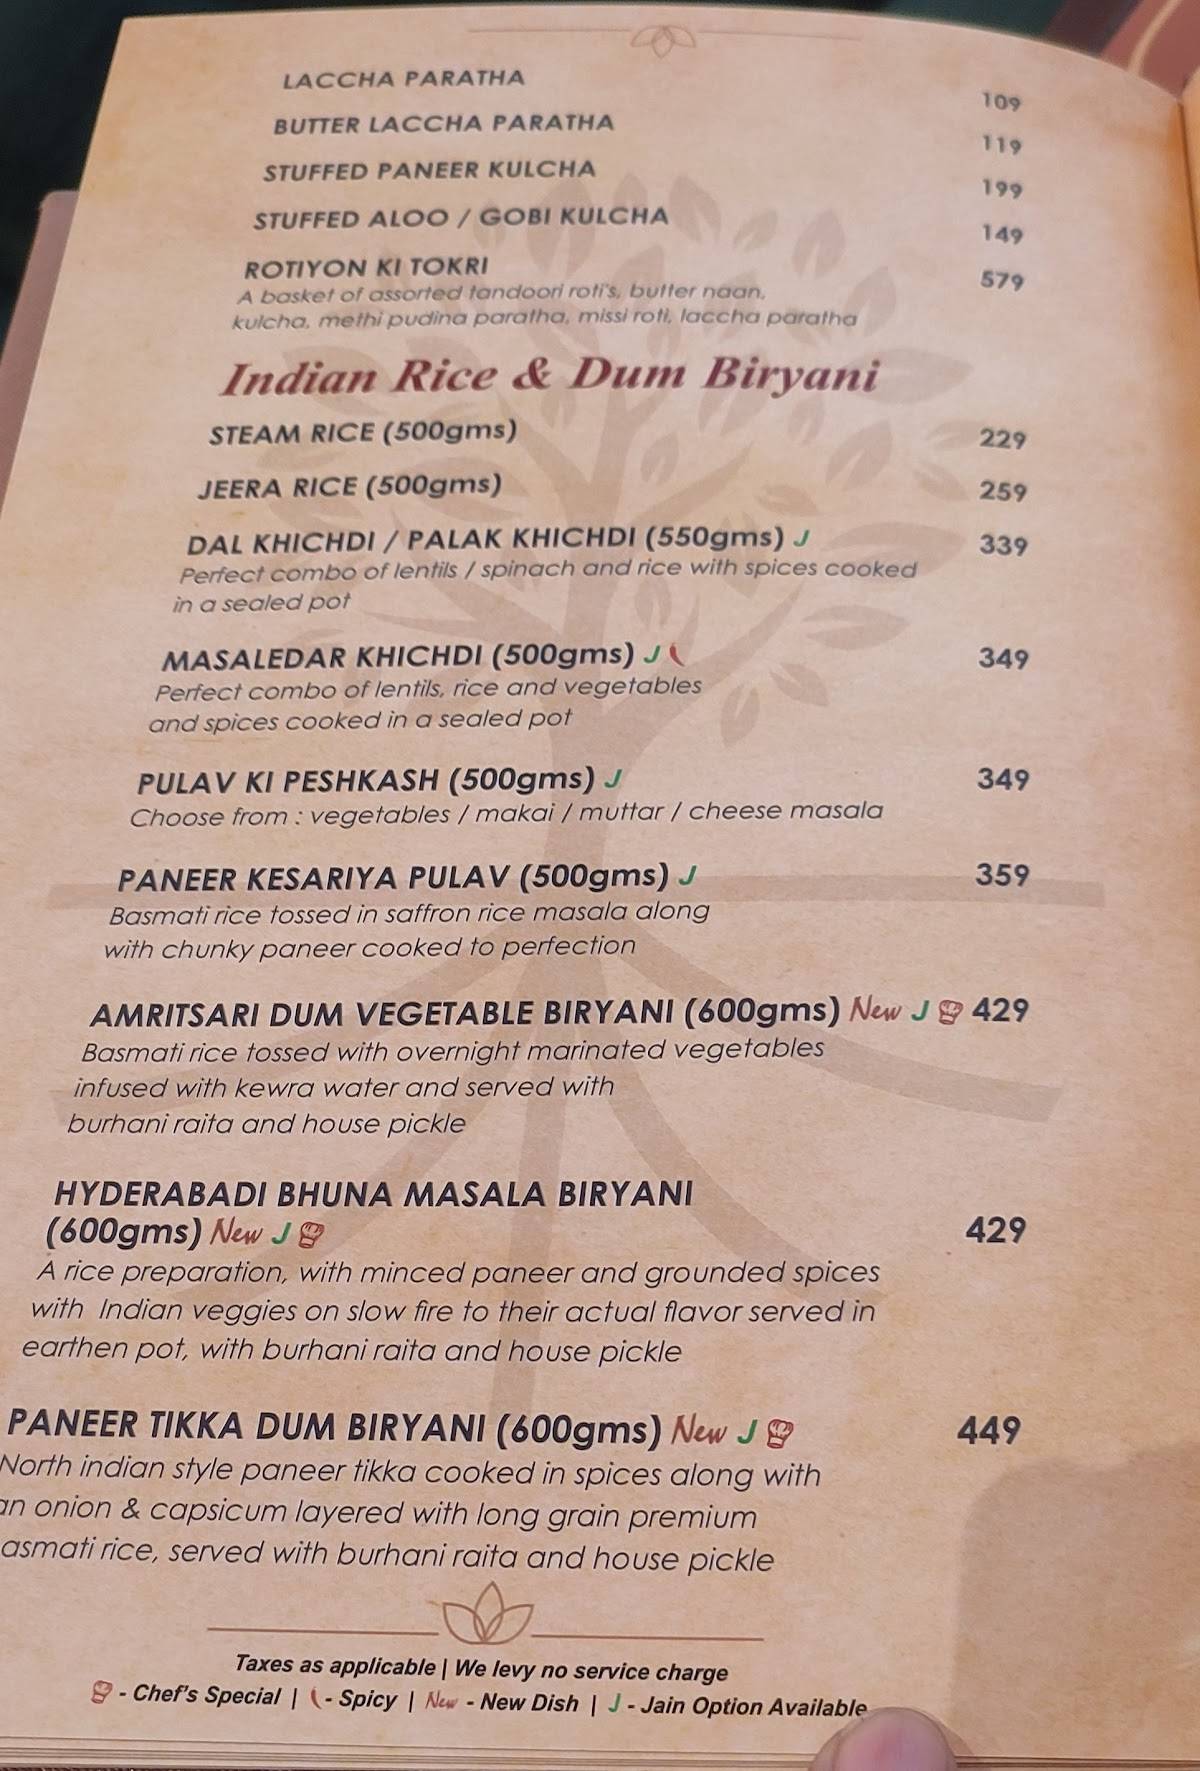 LACCHA PARATHA 109
BUTTER LACCHA PARATHA 119
STUFFED PANEER KULCHA 199
STUFFED ALOO / GOBI KULCHA 149
ROTIYON KI TOKRI 579
A basket of assorted tandoori roti's, butter naan,
kulcha, methi pudina paratha, missi roti, laccha paratha
Indian Rice & Dum Biryani
STEAM RICE (500gms) 229
JEERA RICE (500gms) 259
DAL KHICHDI / PALAK KHICHDI (550gms) J 339
Perfect combo of lentils / spinach and rice with spices cooked
in a sealed pot
MASALEDAR KHICHDI (500gms) J 349
Perfect combo of lentils, rice and vegetables
and spices cooked in a sealed pot
PULAV KI PESHKASH (500gms) J 349
Choose from : vegetables / makai / muttar / cheese masala
PANEER KESARIYA PULAV (500gms) J 359
Basmati rice tossed in saffron rice masala along
with chunky paneer cooked to perfection
AMRITSARI DUM VEGETABLE BIRYANI (600gms) New J 429
Basmati rice tossed with overnight marinated vegetables
infused with kewra water and served with
burhani raita and house pickle
HYDERABADI BHUNA MASALA BIRYANI
(600gms) New J 429
A rice preparation, with minced paneer and grounded spices
with Indian veggies on slow fire to their actual flavor served in
earthen pot, with burhani raita and house pickle
PANEER TIKKA DUM BIRYANI (600gms) New J 449
North indian style paneer tikka cooked in spices along with
an onion & capsicum layered with long grain premium
asmati rice, served with burhani raita and house pickle
Taxes as applicable | We levy no service charge
- Chef's Special | - Spicy | New - New Dish | J - Jain Option Available